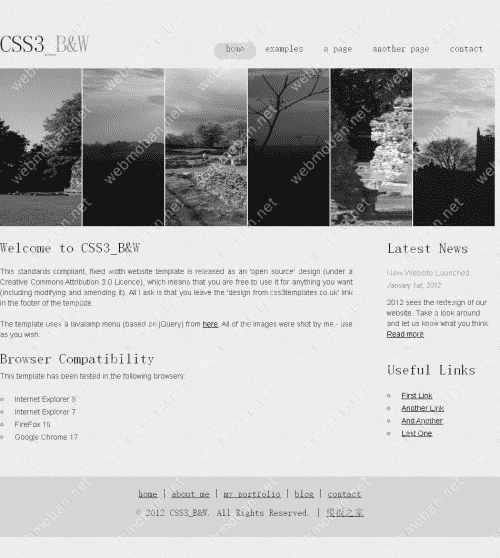 CSS3_B&W
home examples a page another page contact
Welcome to CSS3_B&W
This standards compliant, fixed width website template is released as an 'open source' design (under a
Creative Commons Attribution 3.0 Licence), which means that you are free to use it for anything you want
(including modifying and amending it). All I ask is that you leave the 'design from css3templates.co.uk' link
in the footer of the template.
The template uses a lavalamp menu (based on jQuery) from here. All of the images were shot by me - use
as you wish.
Browser Compatibility
This template has been tested in the following browsers:
Internet Explorer 8
Internet Explorer 7
FireFox 10
Google Chrome 17
Latest News
New Website Launched
January 1st, 2012
2012 sees the redesign of our
website. Take a look around
and let us know what you think.
Read more
Useful Links
First Link
Another Link
And Another
Last One
home | about me | my portfolio | blog | contact
© 2012 CSS3_B&W. All Rights Reserved. | 模板之家
webmoban.net